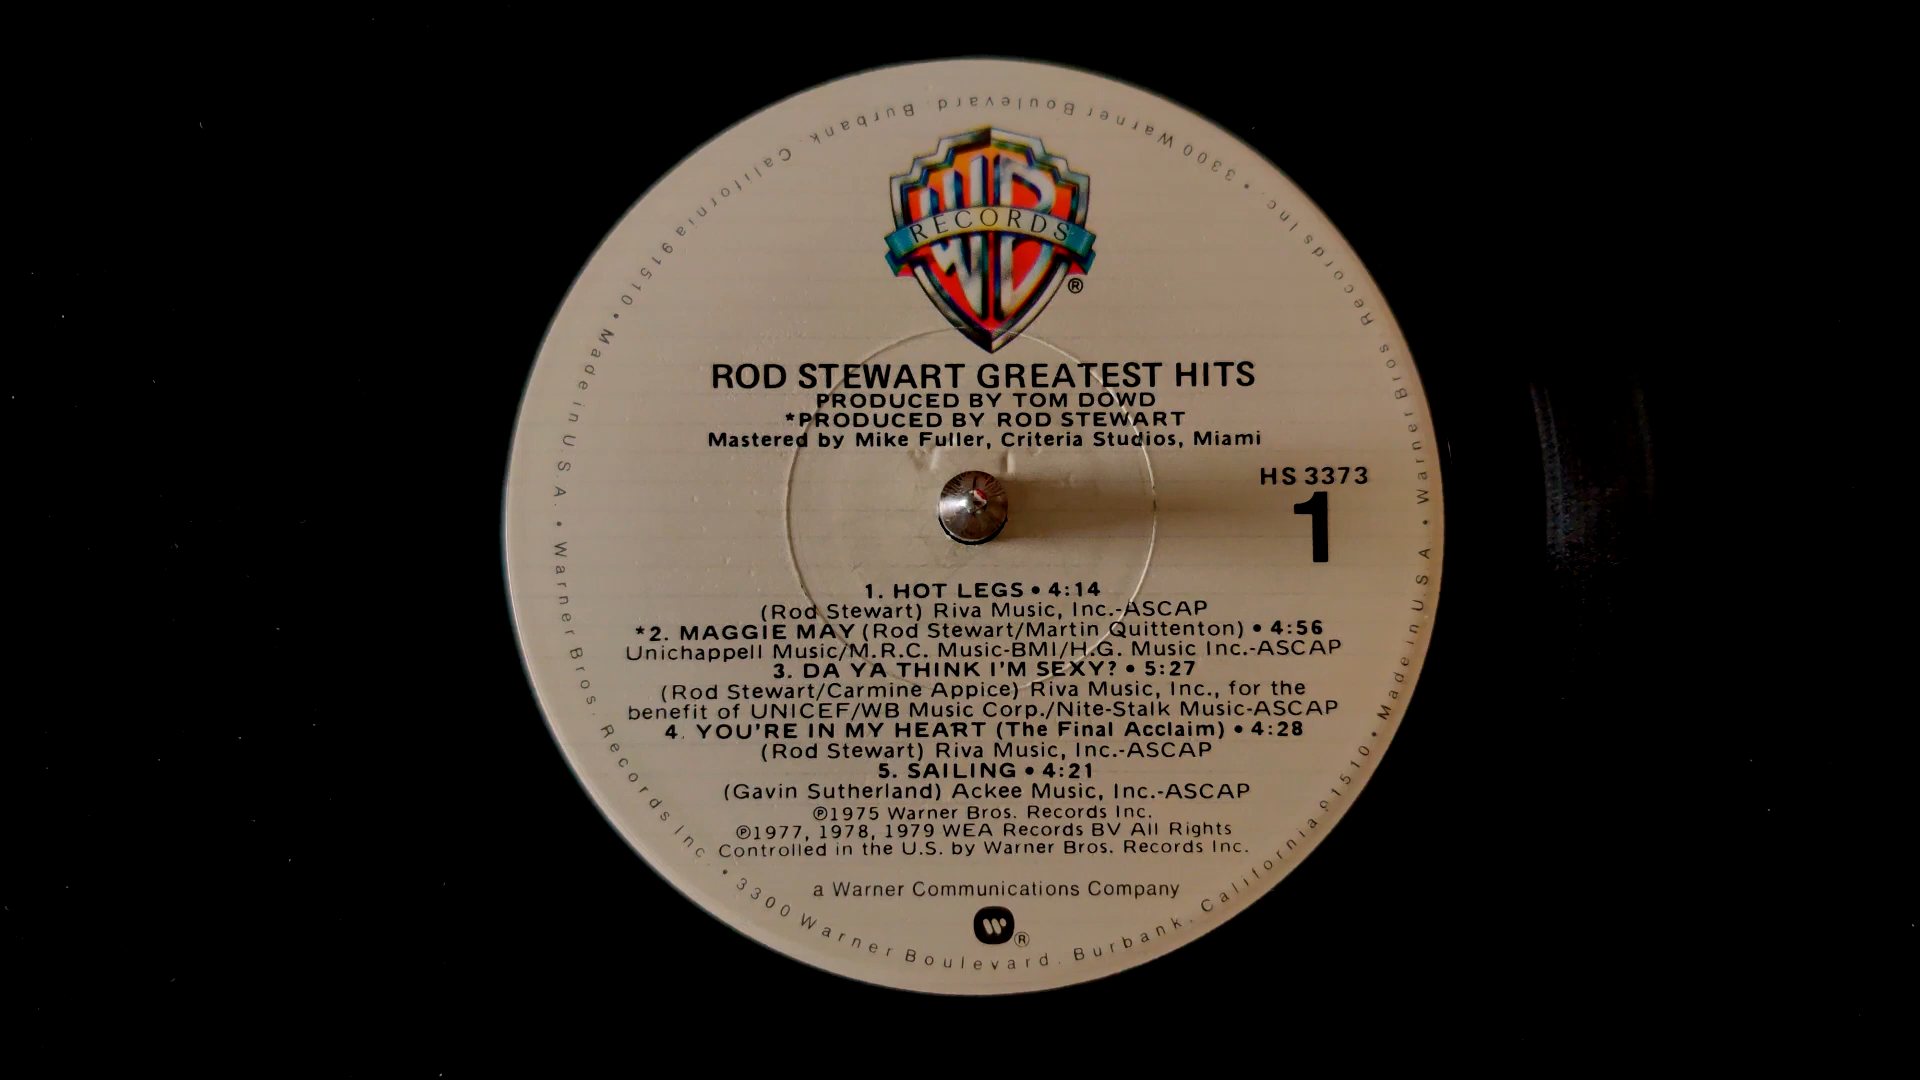 WB
RECORDS
®
ROD STEWART GREATEST HITS
PRODUCED BY TOM DOWD
*PRODUCED BY ROD STEWART
Mastered by Mike Fuller, Criteria Studios, Miami
HS 3373
1
1. HOT LEGS • 4:14
(Rod Stewart) Riva Music, Inc.-ASCAP
*2. MAGGIE MAY (Rod Stewart/Martin Quittenton) • 4:56
Unichappell Music/M.R.C. Music-BMI/H.G. Music Inc.-ASCAP
3. DA YA THINK I'M SEXY? • 5:27
(Rod Stewart/Carmine Appice) Riva Music, Inc., for the
benefit of UNICEF/WB Music Corp./Nite-Stalk Music-ASCAP
4. YOU'RE IN MY HEART (The Final Acclaim) • 4:28
(Rod Stewart) Riva Music, Inc.-ASCAP
5. SAILING • 4:21
(Gavin Sutherland) Ackee Music, Inc.-ASCAP
℗1975 Warner Bros. Records Inc.
℗1977, 1978, 1979 WEA Records BV All Rights
Controlled in the U.S. by Warner Bros. Records Inc.
a Warner Communications Company
W ®
Warner Bros. Records Inc. • 3300 Warner Boulevard. Burbank. California 91510 • Made in U.S.A. • Warner Bros Records Inc. • 3300 Warner Boulevard. Burbank. California 91510 • Made in U.S.A. •